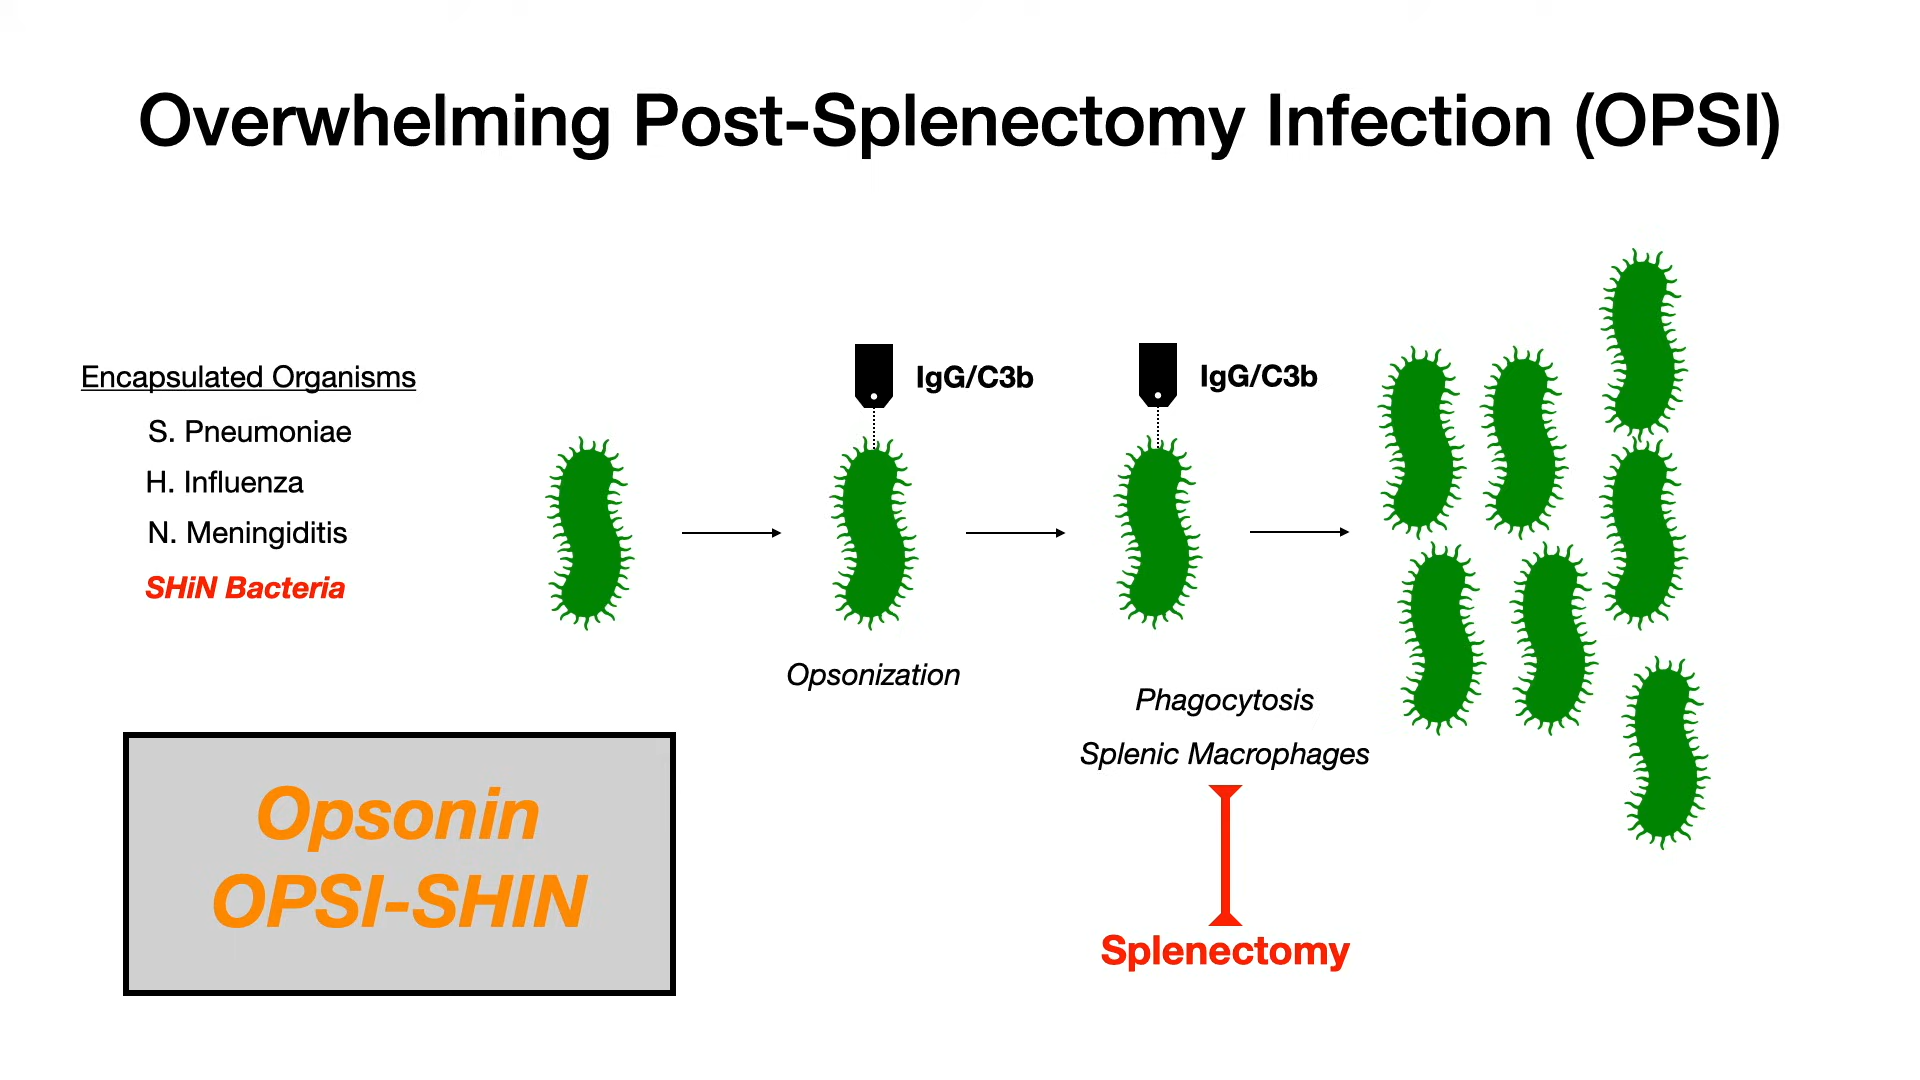 Overwhelming Post-Splenectomy Infection (OPSI)
Encapsulated Organisms
S. Pneumoniae
H. Influenza
N. Meningiditis
SHiN Bacteria
IgG/C3b
Opsonization
IgG/C3b
Phagocytosis
Splenic Macrophages
Splenectomy
Opsonin
OPSI-SHIN